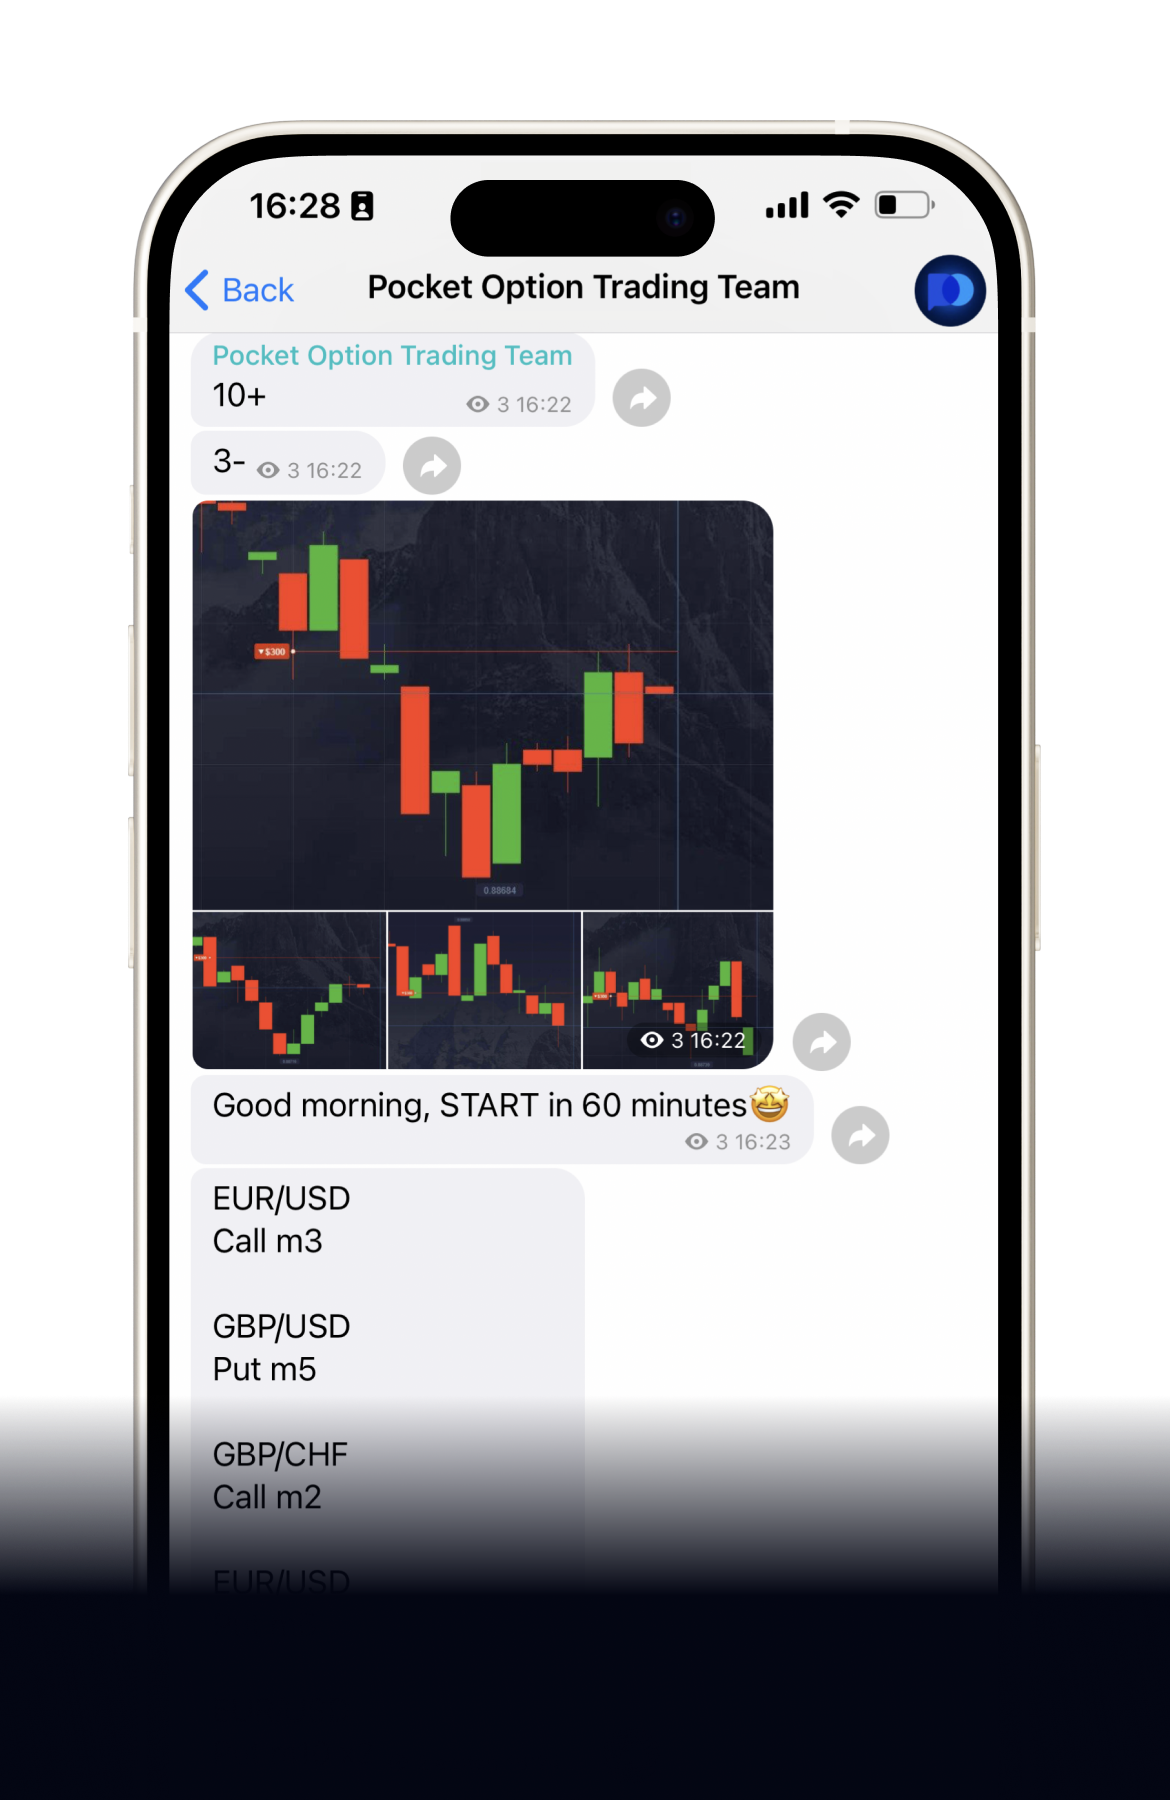 16:28
Back
Pocket Option Trading Team
Pocket Option Trading Team
10+
3 16:22
3-
3 16:22
▼$300
0.88684
3 16:22
Good morning, START in 60 minutes🤩
3 16:23
EUR/USD
Call m3
GBP/USD
Put m5
GBP/CHF
Call m2
EUR/USD